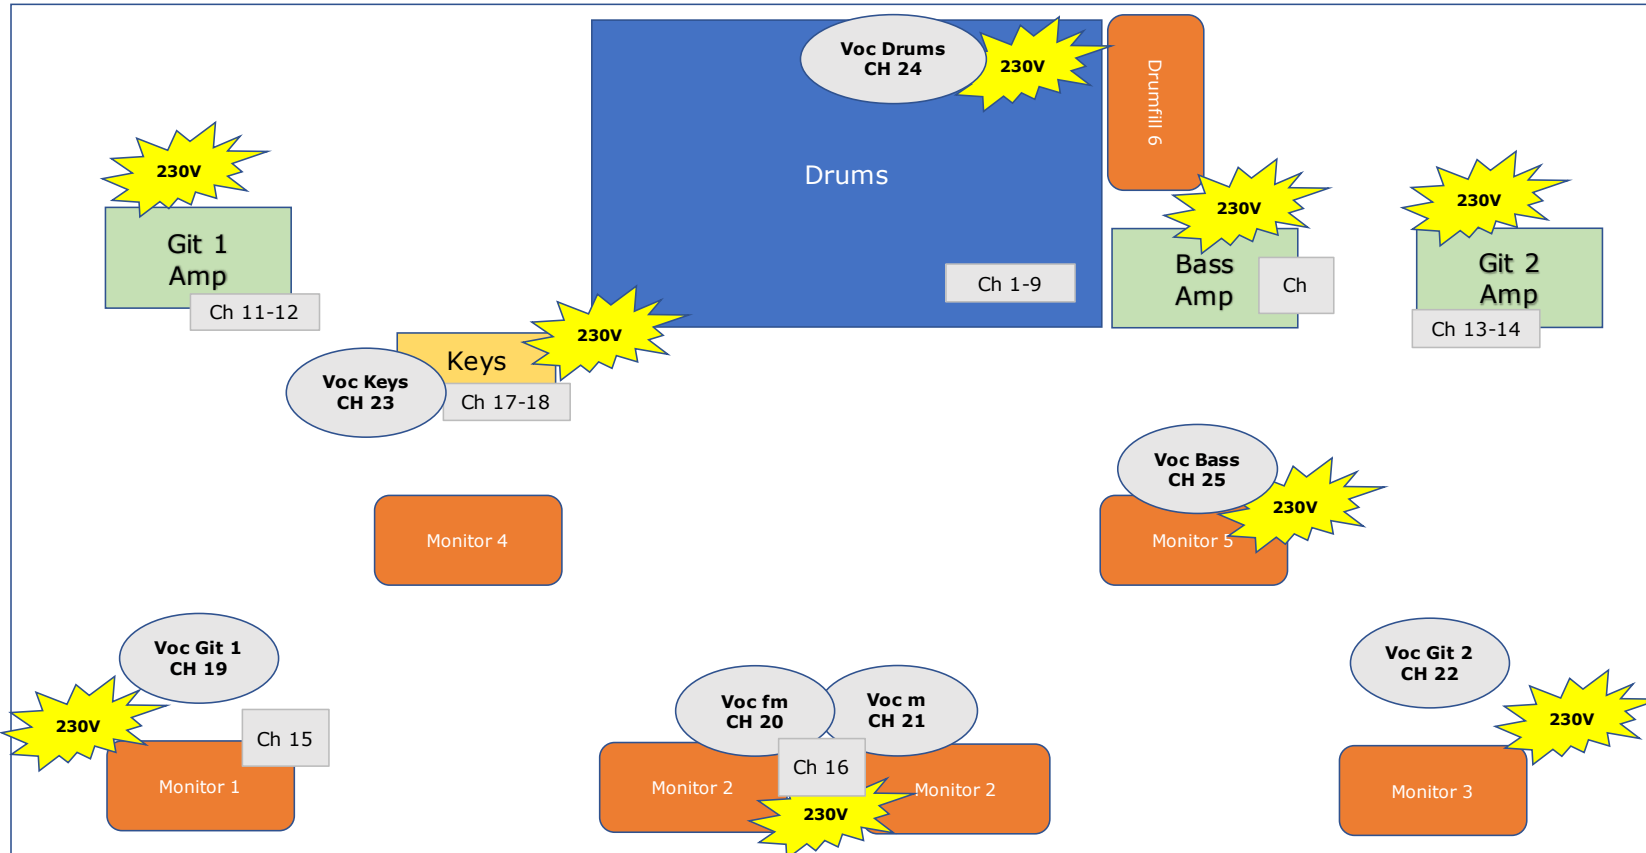 Voc Drums
CH 24
230V
Drumfill 6
230V
Git 1
Amp
Ch 11-12
Drums
Ch 1-9
230V
Bass
Amp
Ch
230V
Git 2
Amp
Ch 13-14
230V
Keys
Voc Keys
CH 23
Ch 17-18
Voc Bass
CH 25
230V
Monitor 4
Monitor 5
Voc Git 1
CH 19
230V
Ch 15
Monitor 1
Voc fm
CH 20
Voc m
CH 21
Ch 16
Monitor 2
Monitor 2
230V
Voc Git 2
CH 22
230V
Monitor 3